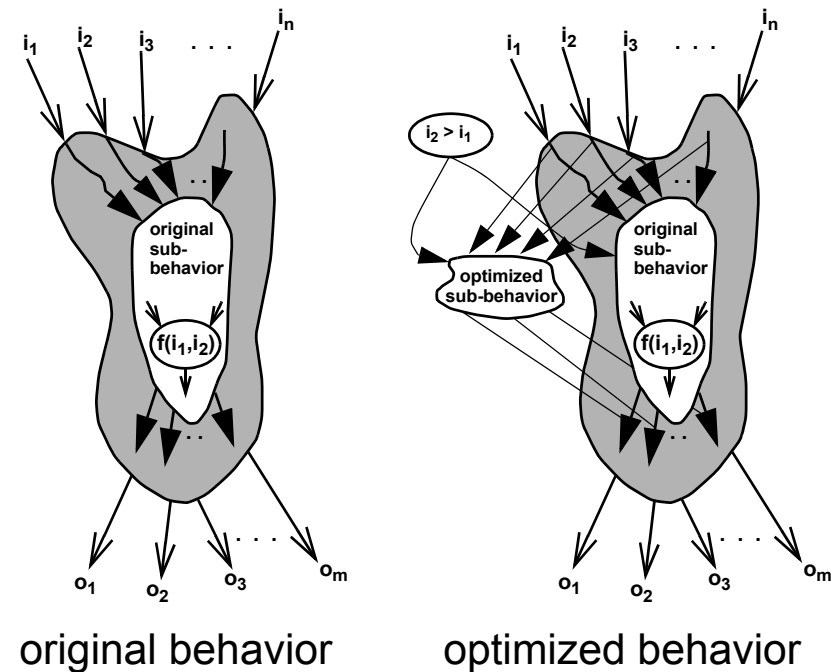 i1 i2 i3 . . . in
original
sub-
behavior
f(i1,i2)
o1 o2 o3 . . . om
original behavior
i1 i2 i3 . . . in
i2 > i1
optimized
sub-behavior
original
sub-
behavior
f(i1,i2)
o1 o2 o3 . . . om
optimized behavior